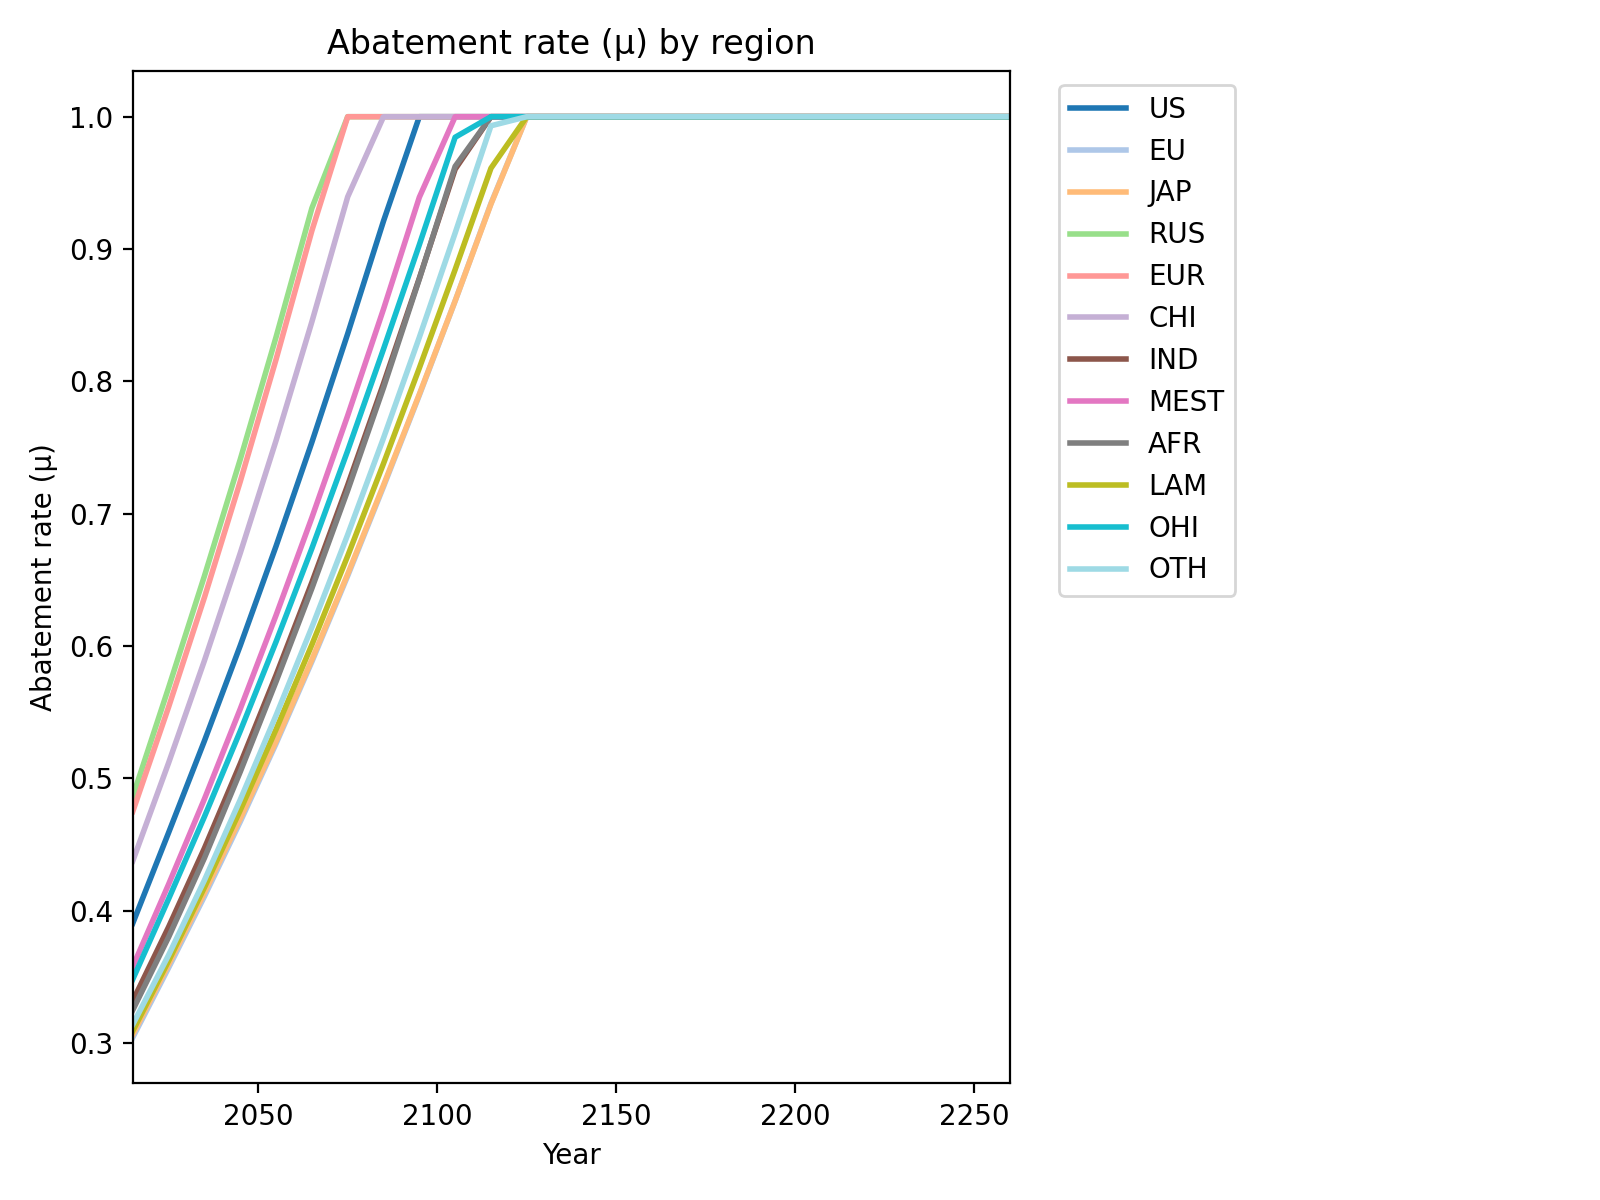 Abatement rate (μ) by region
Abatement rate (μ)
1.0
0.9
0.8
0.7
0.6
0.5
0.4
0.3
2050 2100 2150 2200 2250
Year
US
EU
JAP
RUS
EUR
CHI
IND
MEST
AFR
LAM
OHI
OTH